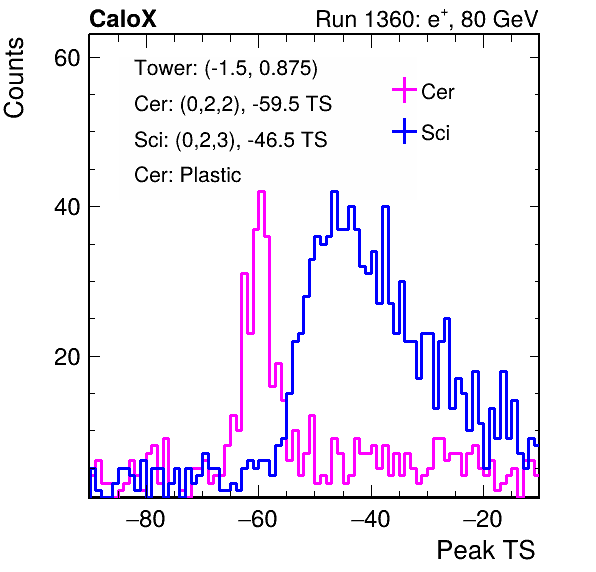 CaloX Run 1360: e⁺, 80 GeV
Counts
60
40
20
Tower: (-1.5, 0.875)
Cer: (0,2,2), -59.5 TS
Sci: (0,2,3), -46.5 TS
Cer: Plastic
Cer
Sci
−80 −60 −40 −20
Peak TS